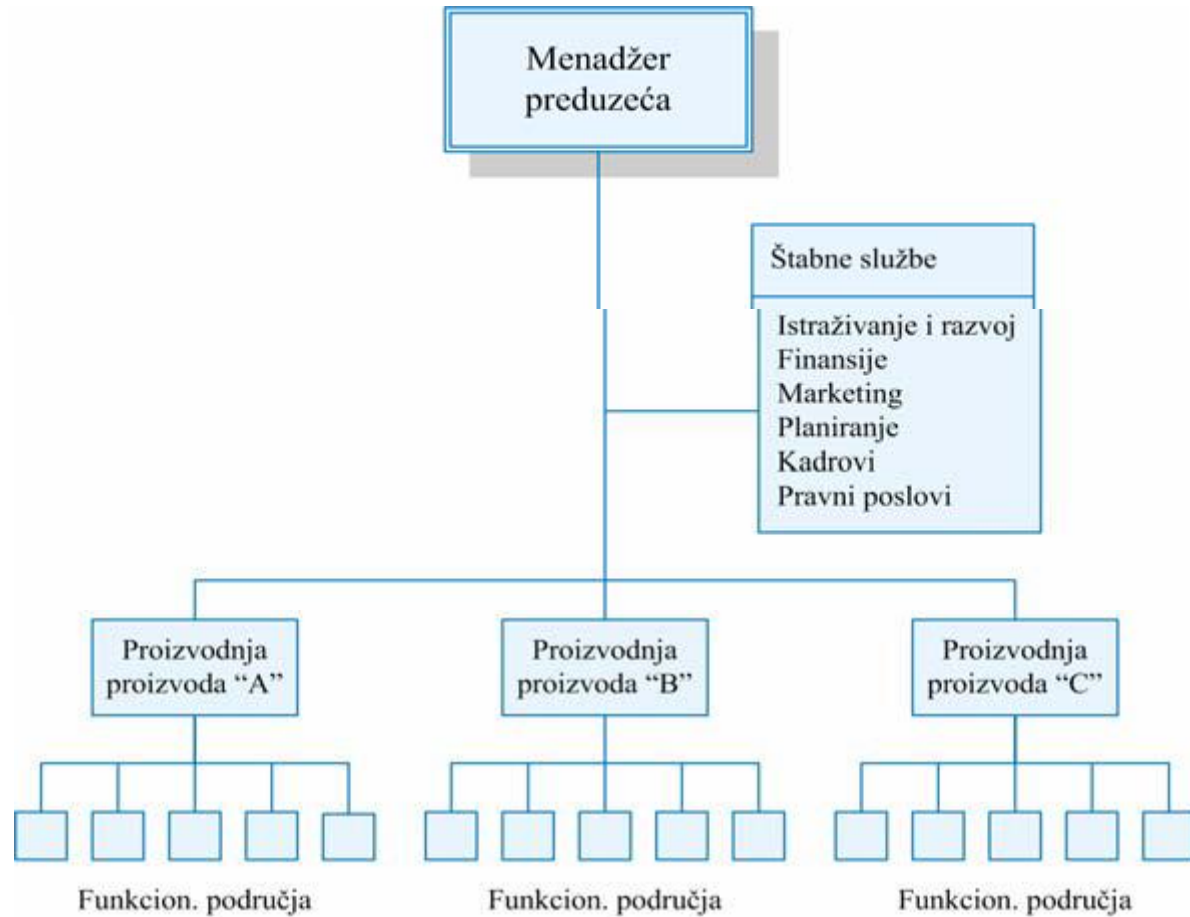 Menadžer
preduzeća
Štabne službe
Istraživanje i razvoj
Finansije
Marketing
Planiranje
Kadrovi
Pravni poslovi
Proizvodnja
proizvoda “A”
Proizvodnja
proizvoda “B”
Proizvodnja
proizvoda “C”
Funkcion. područja
Funkcion. područja
Funkcion. područja